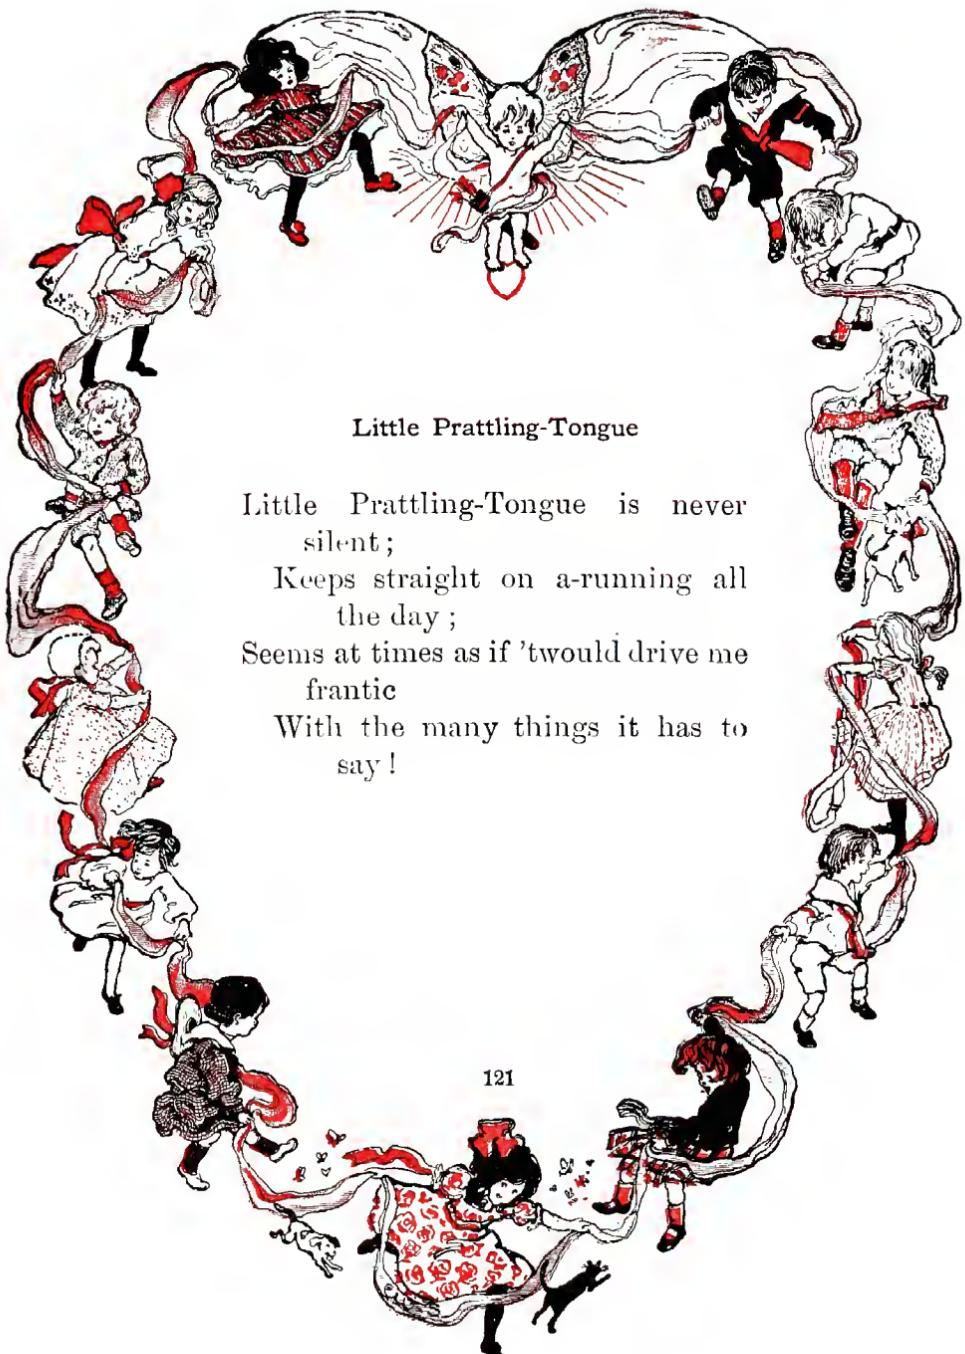 Little Prattling-Tongue
Little Prattling-Tongue is never
silent;
Keeps straight on a-running all
the day;
Seems at times as if 'twould drive me
frantic
With the many things it has to
say!
121